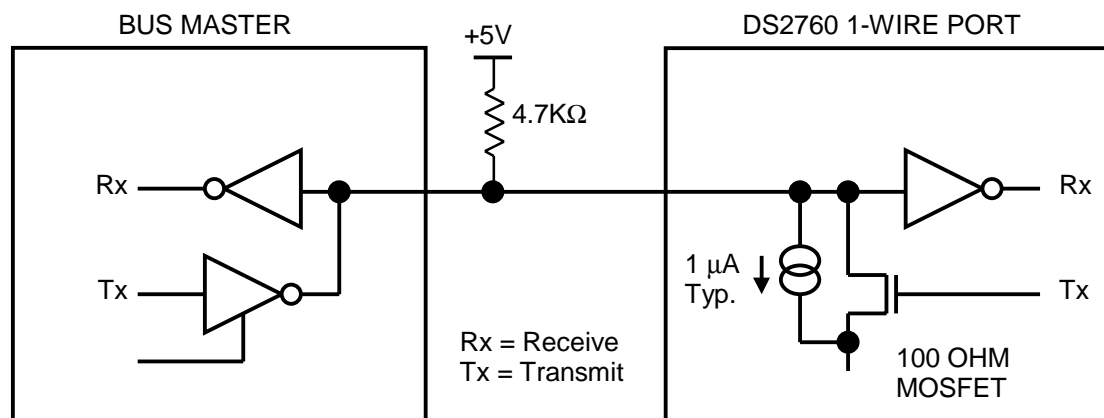 BUS MASTER
DS2760 1-WIRE PORT
+5V
4.7KΩ
Rx
Rx
Tx
1 μA
Typ.
Tx
Rx = Receive
Tx = Transmit
100 OHM
MOSFET